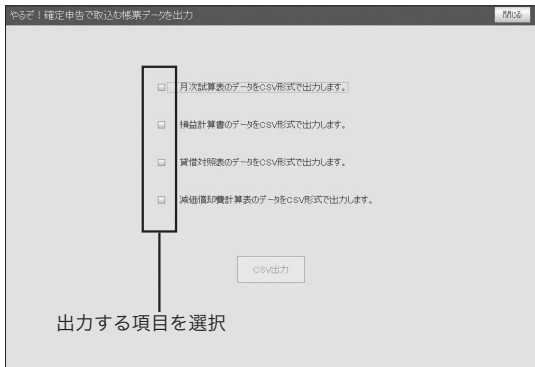 やるぞ！確定申告で取込む帳票データを出力
閉じる
月次試算表のデータをCSV形式で出力します。
損益計算書のデータをCSV形式で出力します。
貸借対照表のデータをCSV形式で出力します。
減価償却費計算表のデータをCSV形式で出力します。
CSV出力
出力する項目を選択